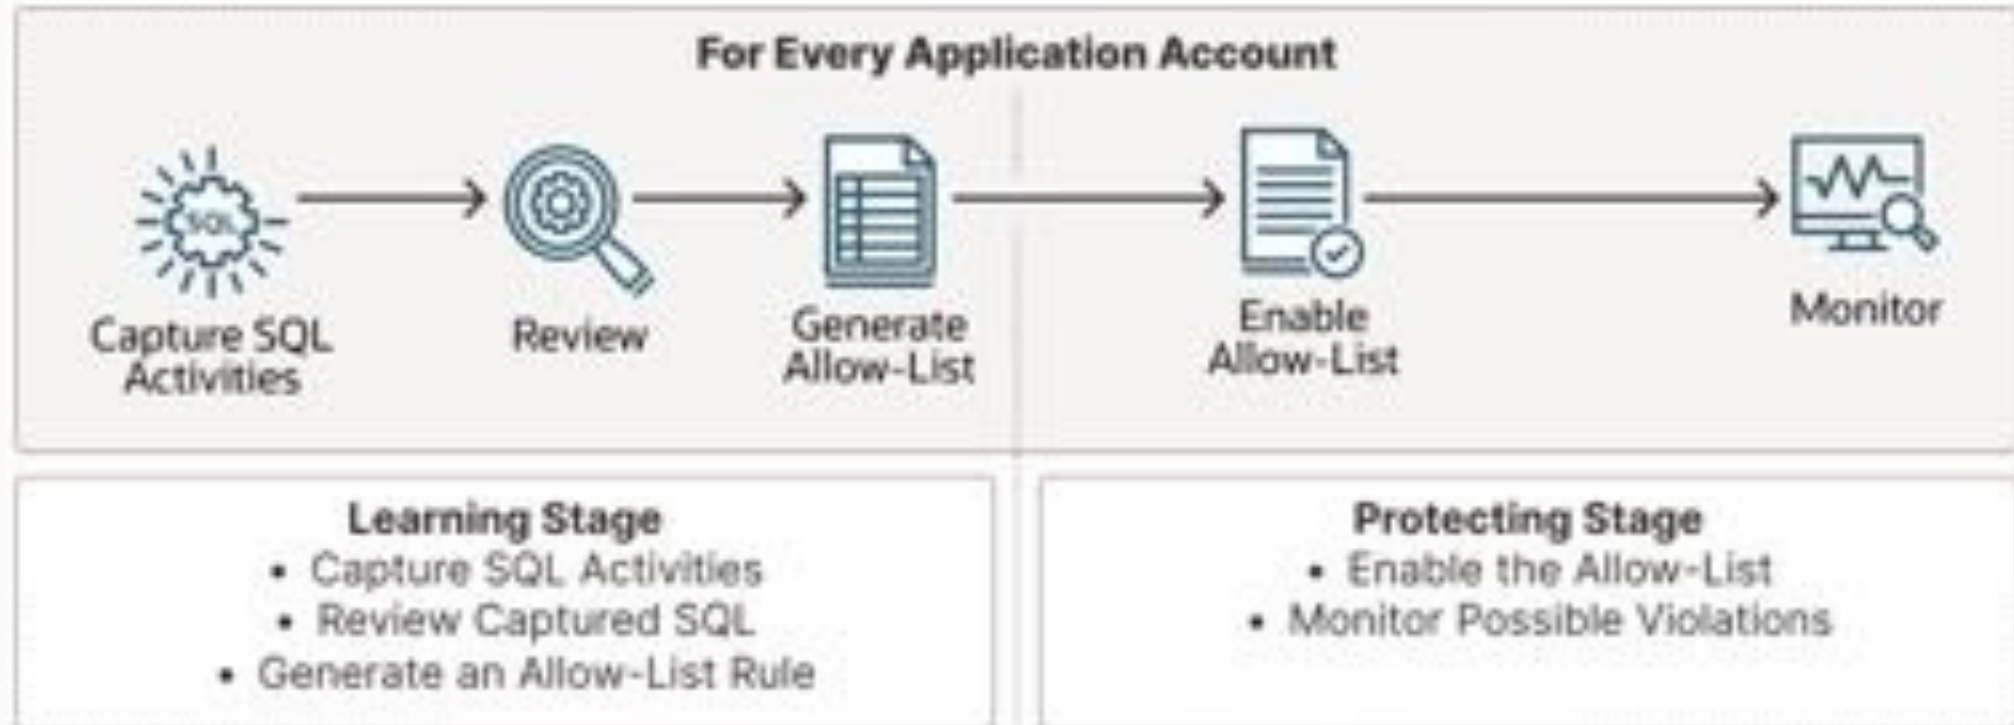 For Every Application Account
SQL
Capture SQL
Activities
Review
Generate
Allow-List
Enable
Allow-List
Monitor
Learning Stage
• Capture SQL Activities
• Review Captured SQL
• Generate an Allow-List Rule
Protecting Stage
• Enable the Allow-List
• Monitor Possible Violations